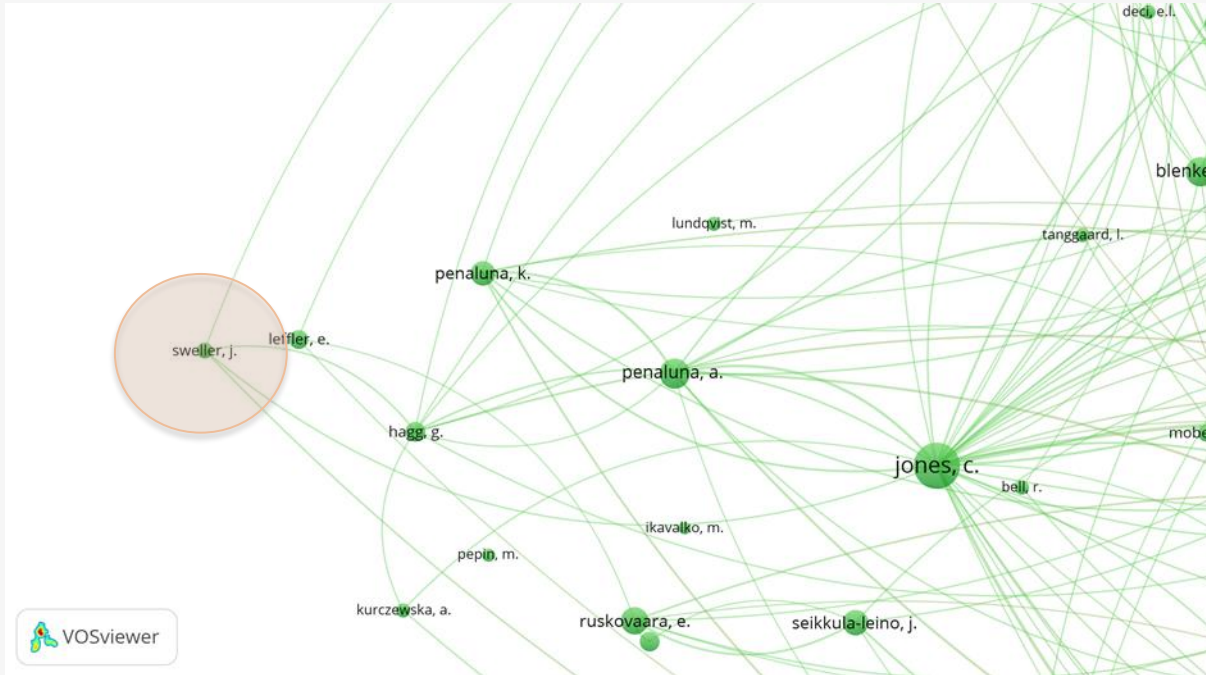 deci, e.l.
blenke
lundqvist, m.
tanggaard, l.
penaluna, k.
leffler, e.
sweller, j.
penaluna, a.
hagg, g.
mobe
jones, c.
bell, r.
ikavalko, m.
pepin, m.
kurczewska, a.
ruskovaara, e.
seikkula-leino, j.
VOSviewer